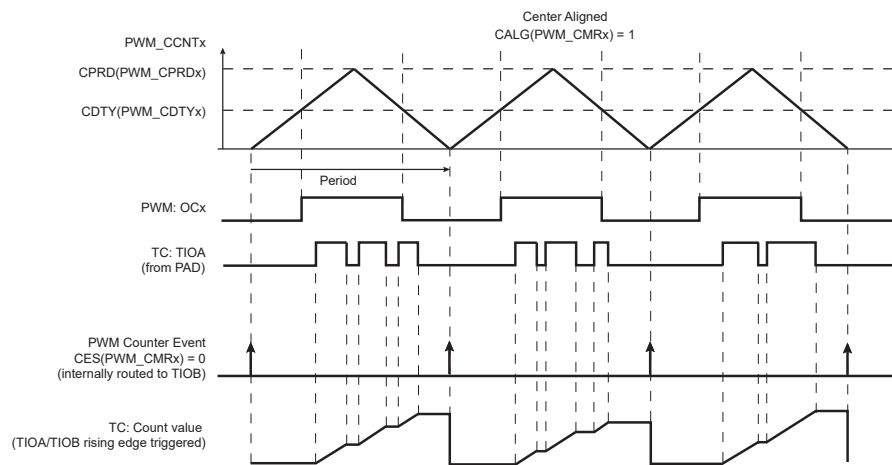 Center Aligned
CALG(PWM_CMRx) = 1
PWM_CCNTx
CPRD(PWM_CPRDx)
CDTY(PWM_CDTYx)
Period
PWM: OCx
TC: TIOA
(from PAD)
PWM Counter Event
CES(PWM_CMRx) = 0
(internally routed to TIOB)
TC: Count value
(TIOA/TIOB rising edge triggered)